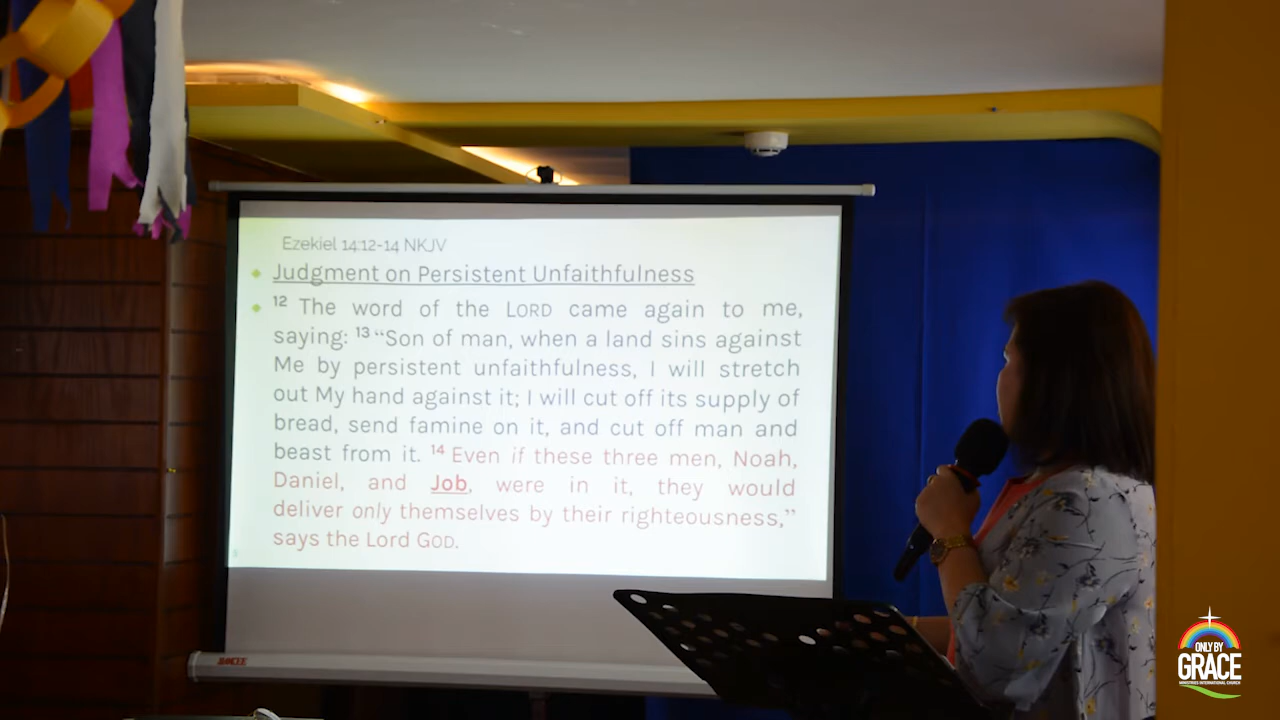 Ezekiel 14:12-14 NKJV
Judgment on Persistent Unfaithfulness
12 The word of the LORD came again to me,
saying: 13 “Son of man, when a land sins against
Me by persistent unfaithfulness, I will stretch
out My hand against it; I will cut off its supply of
bread, send famine on it, and cut off man and
beast from it. 14 Even if these three men, Noah,
Daniel, and Job, were in it, they would
deliver only themselves by their righteousness,”
says the Lord GOD.
ONLY BY
GRACE
MINISTRIES INTERNATIONAL CHURCH